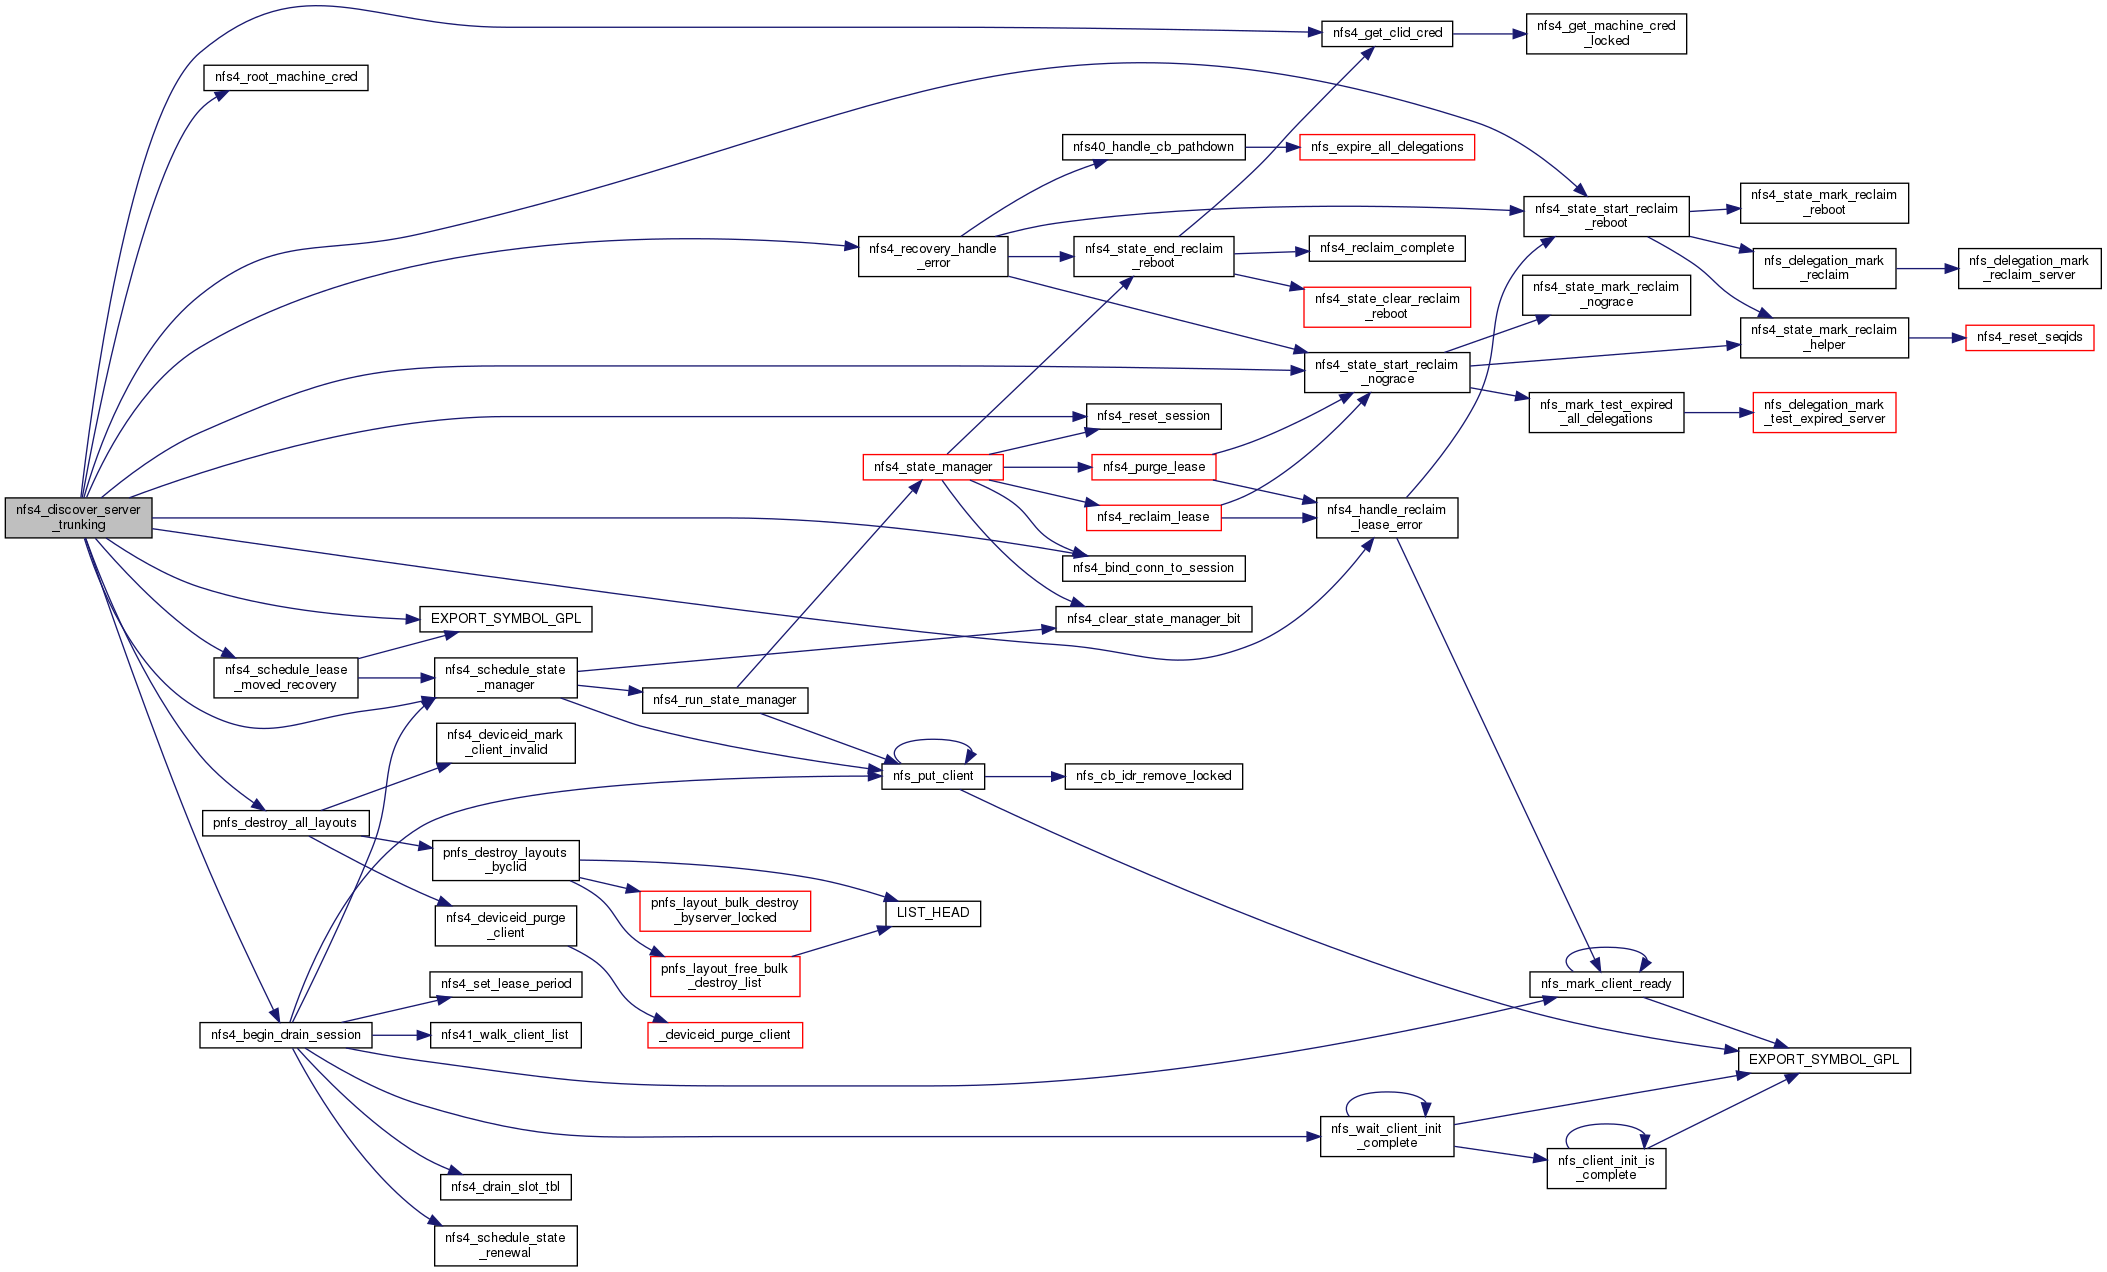 nfs4_get_clid_cred
nfs4_get_machine_cred
_locked
nfs4_root_machine_cred
nfs40_handle_cb_pathdown
nfs_expire_all_delegations
nfs4_state_start_reclaim
_reboot
nfs4_state_mark_reclaim
_reboot
nfs4_recovery_handle
_error
nfs4_state_end_reclaim
_reboot
nfs4_reclaim_complete
nfs_delegation_mark
_reclaim
nfs_delegation_mark
_reclaim_server
nfs4_state_clear_reclaim
_reboot
nfs4_state_mark_reclaim
_nograce
nfs4_state_mark_reclaim
_helper
nfs4_reset_seqids
nfs4_state_start_reclaim
_nograce
nfs4_reset_session
nfs_mark_test_expired
_all_delegations
nfs_delegation_mark
_test_expired_server
nfs4_state_manager
nfs4_purge_lease
nfs4_discover_server
_trunking
nfs4_reclaim_lease
nfs4_handle_reclaim
_lease_error
nfs4_bind_conn_to_session
EXPORT_SYMBOL_GPL
nfs4_clear_state_manager_bit
nfs4_schedule_lease
_moved_recovery
nfs4_schedule_state
_manager
nfs4_run_state_manager
nfs4_deviceid_mark
_client_invalid
nfs_put_client
nfs_cb_idr_remove_locked
pnfs_destroy_all_layouts
pnfs_destroy_layouts
_byclid
pnfs_layout_bulk_destroy
_byserver_locked
LIST_HEAD
nfs4_deviceid_purge
_client
pnfs_layout_free_bulk
_destroy_list
nfs4_set_lease_period
nfs_mark_client_ready
nfs4_begin_drain_session
nfs41_walk_client_list
_deviceid_purge_client
EXPORT_SYMBOL_GPL
nfs_wait_client_init
_complete
nfs_client_init_is
_complete
nfs4_drain_slot_tbl
nfs4_schedule_state
_renewal